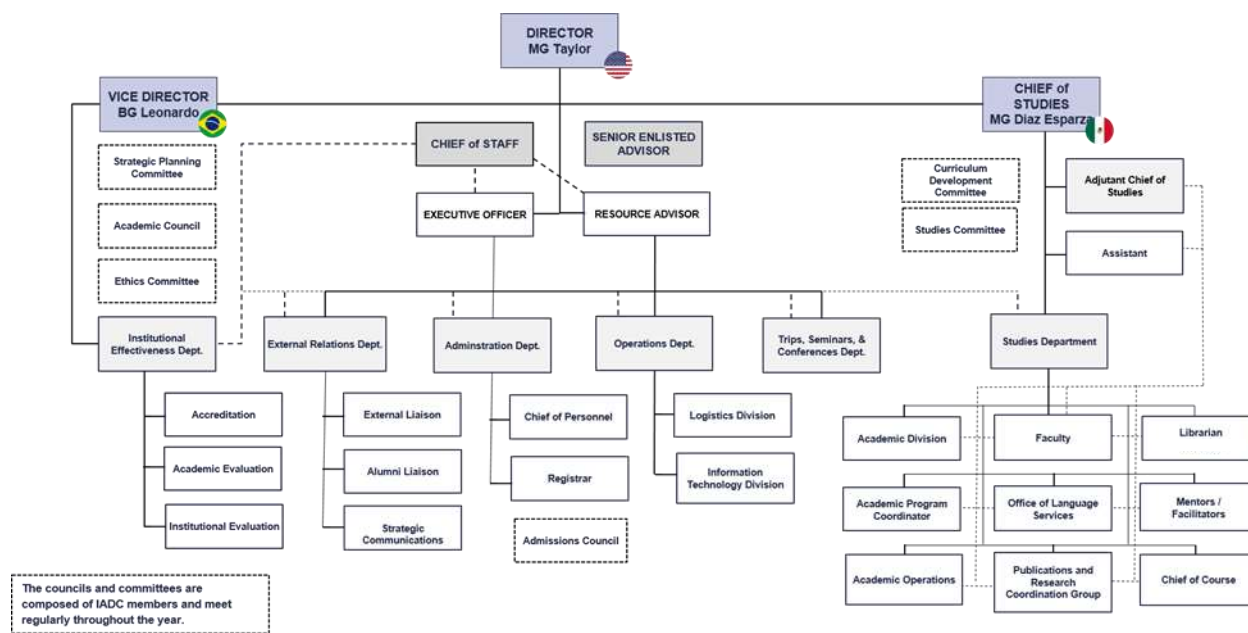 DIRECTOR
MG Taylor
VICE DIRECTOR
BG Leonardo
CHIEF of
STUDIES
MG Diaz Esparza
CHIEF of STAFF
SENIOR ENLISTED
ADVISOR
Strategic Planning
Committee
Curriculum
Development
Committee
Adjutant Chief of
Studies
EXECUTIVE OFFICER
RESOURCE ADVISOR
Academic Council
Studies Committee
Assistant
Ethics Committee
Institutional
Effectiveness Dept.
External Relations Dept.
Adminstration Dept.
Operations Dept.
Trips, Seminars, &
Conferences Dept.
Studies Department
Accreditation
External Liaison
Chief of Personnel
Logistics Division
Academic Division
Faculty
Librarian
Academic Evaluation
Alumni Liaison
Registrar
Information
Technology Division
Academic Program
Coordinator
Office of Language
Services
Mentors /
Facilitators
Institutional Evaluation
Strategic
Communications
Admissions Council
Academic Operations
Publications and
Research
Coordination Group
Chief of Course
The councils and committees are
composed of IADC members and meet
regularly throughout the year.